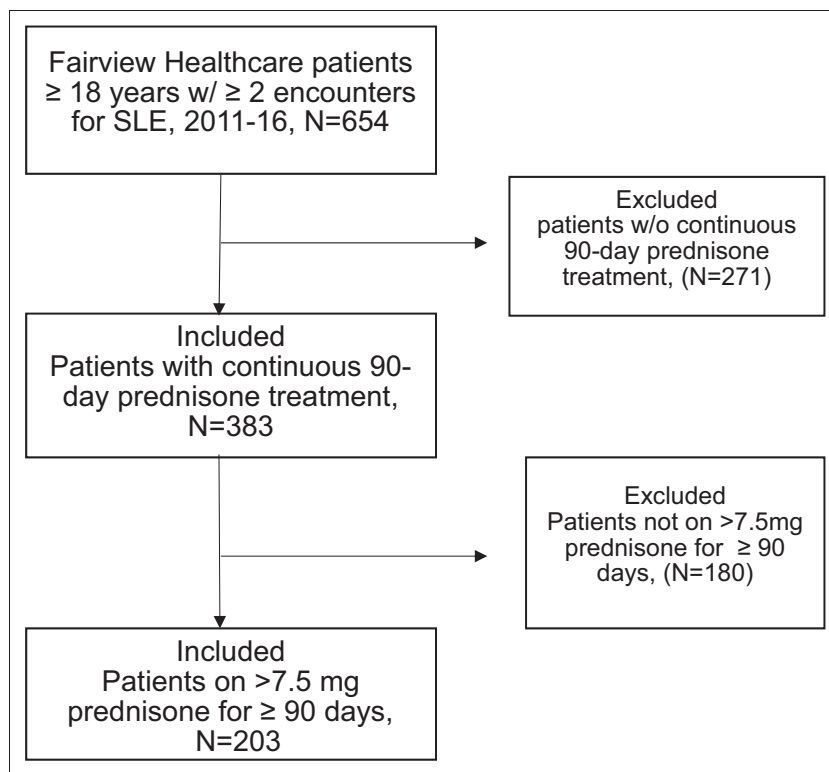 Fairview Healthcare patients
≥ 18 years w/ ≥ 2 encounters
for SLE, 2011-16, N=654
Excluded
patients w/o continuous
90-day prednisone
treatment, (N=271)
Included
Patients with continuous 90-
day prednisone treatment,
N=383
Excluded
Patients not on >7.5mg
prednisone for ≥ 90
days, (N=180)
Included
Patients on >7.5 mg
prednisone for ≥ 90 days,
N=203